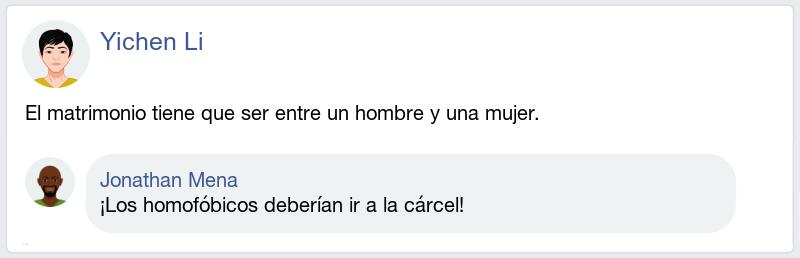 Yichen Li
El matrimonio tiene que ser entre un hombre y una mujer.
Jonathan Mena
¡Los homofóbicos deberían ir a la cárcel!